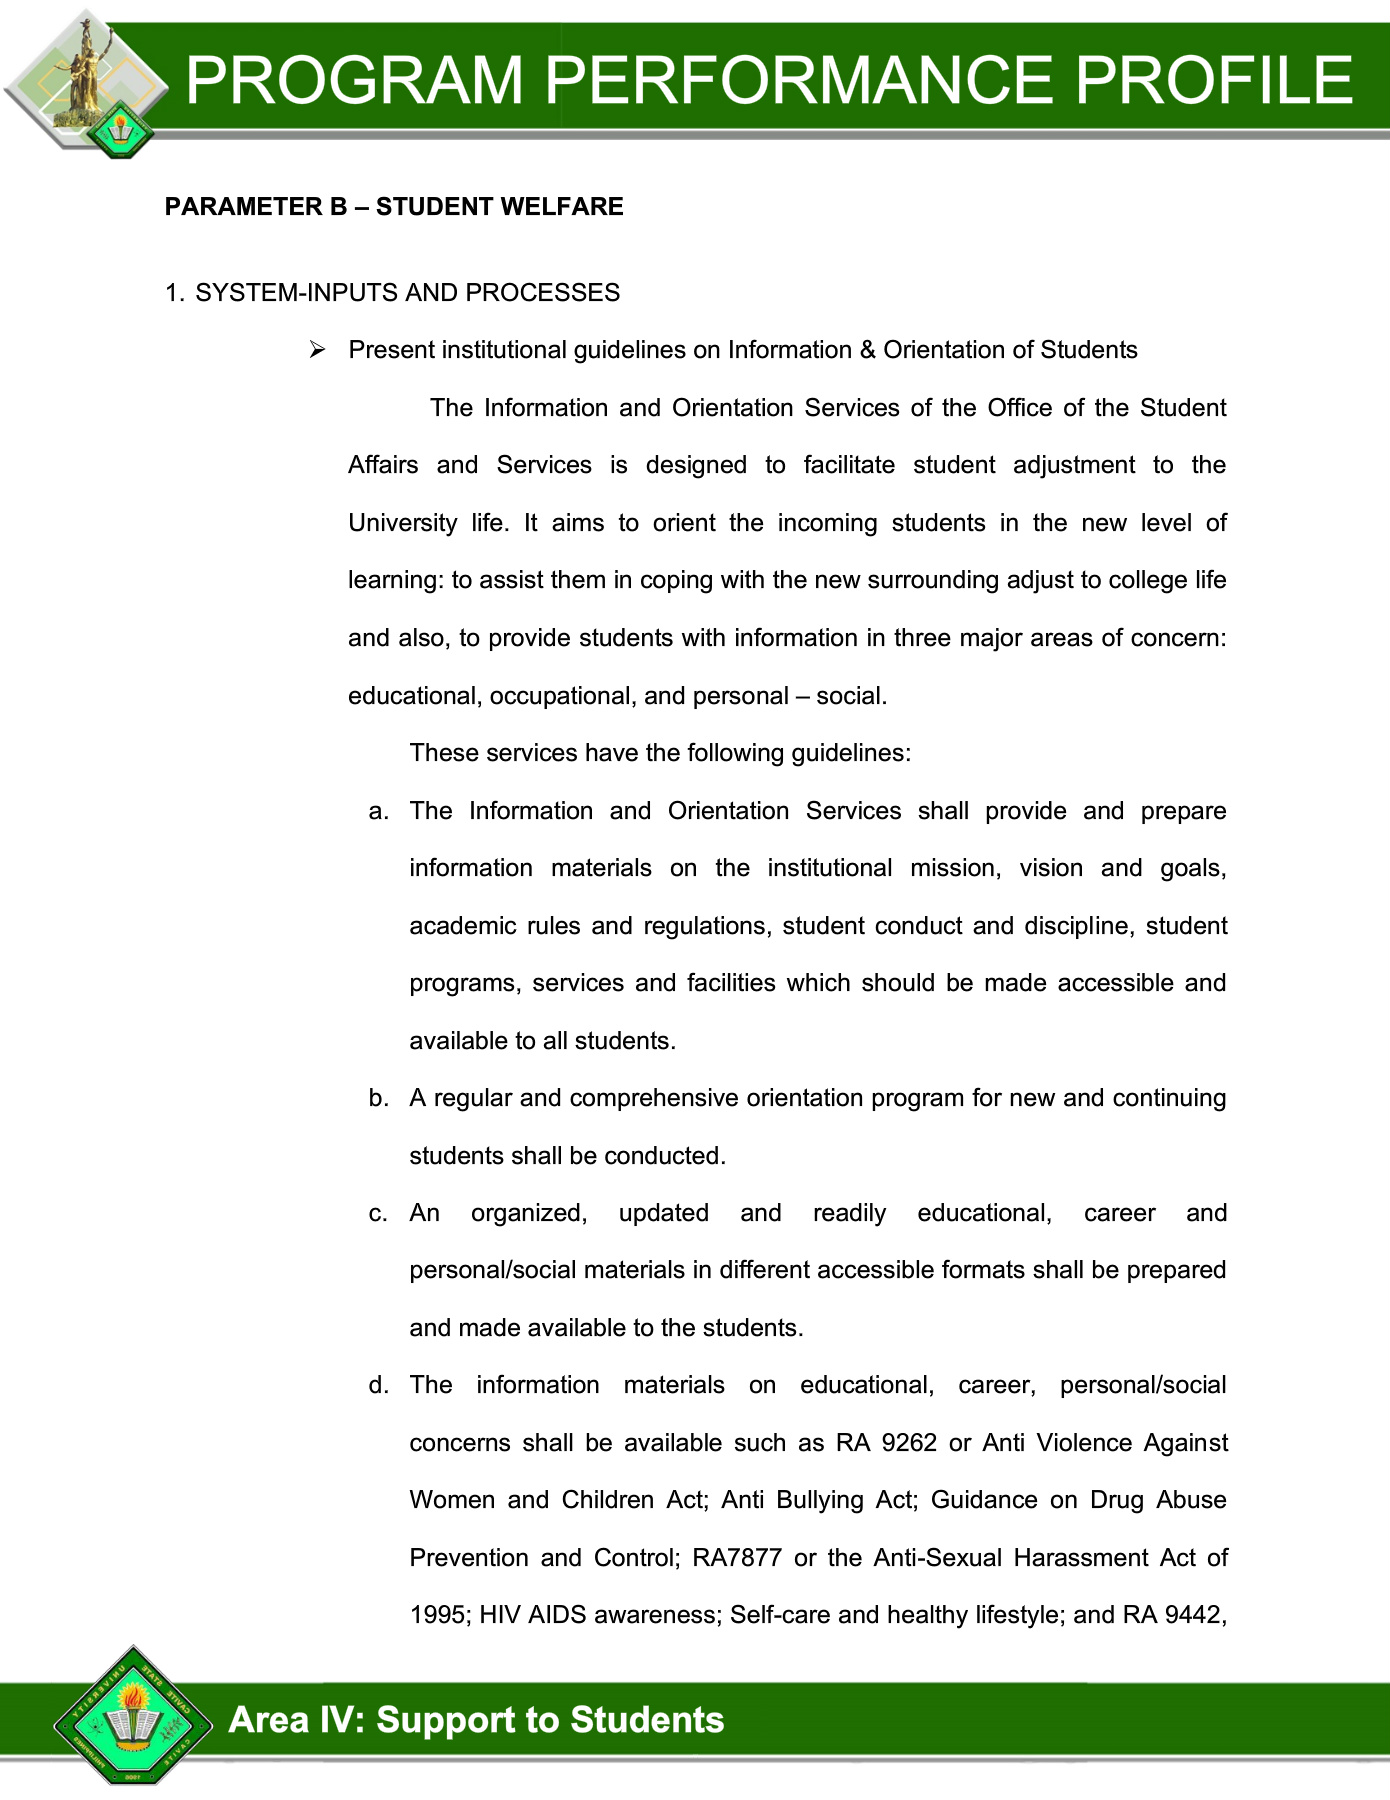 PROGRAM PERFORMANCE PROFILE
PARAMETER B – STUDENT WELFARE
1. SYSTEM-INPUTS AND PROCESSES
➢ Present institutional guidelines on Information & Orientation of Students
The Information and Orientation Services of the Office of the Student
Affairs and Services is designed to facilitate student adjustment to the
University life. It aims to orient the incoming students in the new level of
learning: to assist them in coping with the new surrounding adjust to college life
and also, to provide students with information in three major areas of concern:
educational, occupational, and personal – social.
These services have the following guidelines:
a. The Information and Orientation Services shall provide and prepare
information materials on the institutional mission, vision and goals,
academic rules and regulations, student conduct and discipline, student
programs, services and facilities which should be made accessible and
available to all students.
b. A regular and comprehensive orientation program for new and continuing
students shall be conducted.
c. An organized, updated and readily educational, career and
personal/social materials in different accessible formats shall be prepared
and made available to the students.
d. The information materials on educational, career, personal/social
concerns shall be available such as RA 9262 or Anti Violence Against
Women and Children Act; Anti Bullying Act; Guidance on Drug Abuse
Prevention and Control; RA7877 or the Anti-Sexual Harassment Act of
1995; HIV AIDS awareness; Self-care and healthy lifestyle; and RA 9442,
CAVITE STATE UNIVERSITY
CAVITE PHILIPPINES
Area IV: Support to Students